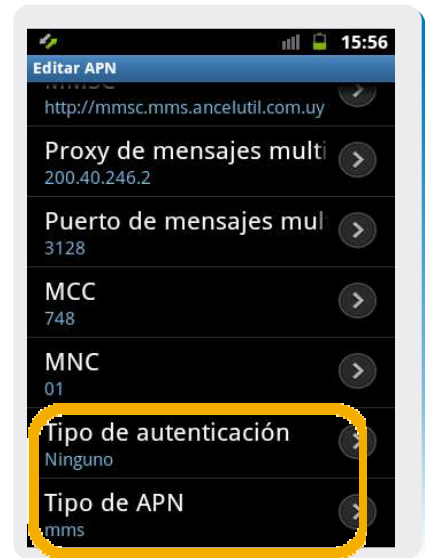 15:56
Editar APN
MMSC
http://mmsc.mms.ancelutil.com.uy
Proxy de mensajes multi
200.40.246.2
Puerto de mensajes mul
3128
MCC
748
MNC
01
Tipo de autenticación
Ninguno
Tipo de APN
mms